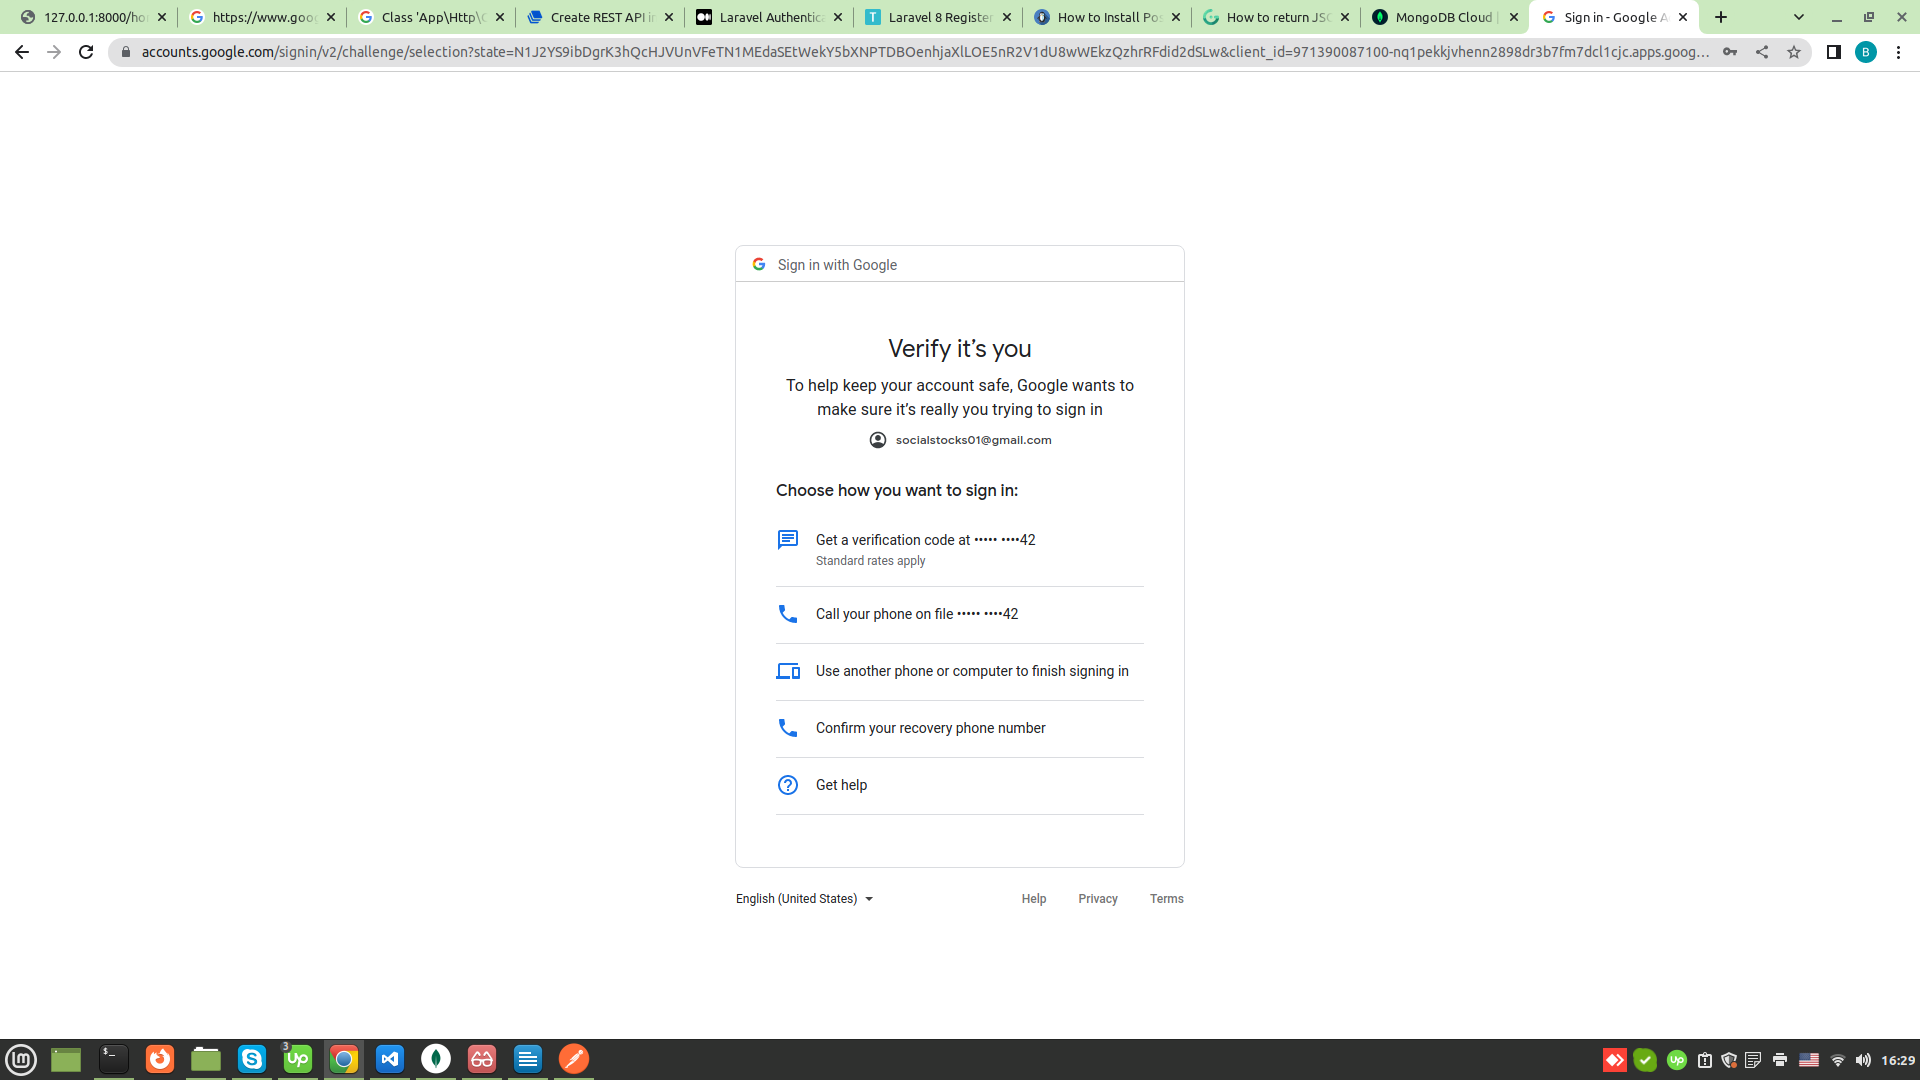 127.0.0.1:8000/ho
https://www.goog
Class 'App\Http\C
Create REST API i
Laravel Authentica
Laravel 8 Register
How to Install Pos
How to return JSO
MongoDB Cloud |
Sign in - Google A
accounts.google.com/signin/v2/challenge/selection?state=N1J2YS9ibDgrK3hQcHJVUnVFeTN1MEdaSEtWekY5bXNPTDBOenhjaXlLOE5nR2V1dU8wWEkzQzhrRFdid2dSLw&client_id=971390087100-nq1pekkjvhenn2898dr3b7fm7dcl1cjc.apps.goog...
B
Sign in with Google
Verify it’s you
To help keep your account safe, Google wants to
make sure it’s really you trying to sign in
socialstocks01@gmail.com
Choose how you want to sign in:
Get a verification code at ••••• ••••42
Standard rates apply
Call your phone on file ••••• ••••42
Use another phone or computer to finish signing in
Confirm your recovery phone number
Get help
English (United States)
Help
Privacy
Terms
3
16:29